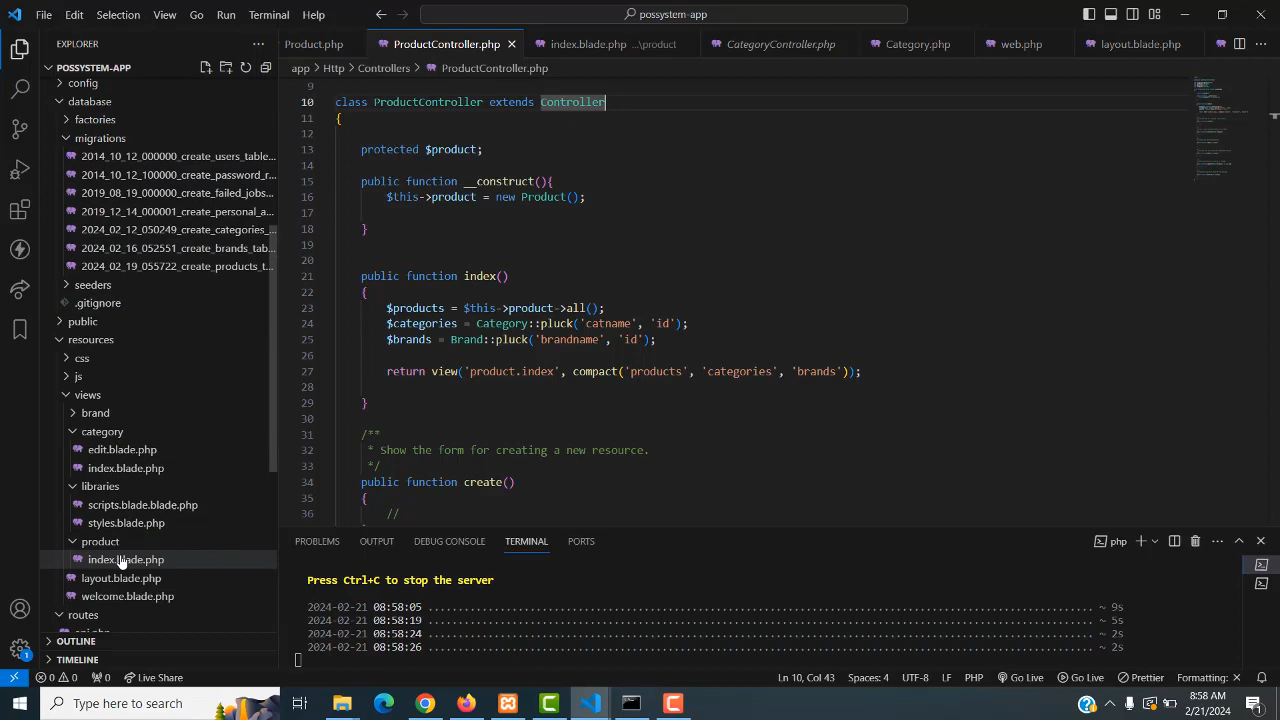 File Edit Selection View Go Run Terminal Help
possystem-app
EXPLORER
Product.php ProductController.php index.blade.php ...\product CategoryController.php Category.php web.php layout.blade.php
POSSYSTEM-APP
app > Http > Controllers > ProductController.php
config
database
factories
migrations
2014_10_12_000000_create_users_table...
2014_10_12_100000_create_password_r...
2019_08_19_000000_create_failed_jobs...
2019_12_14_000001_create_personal_a...
2024_02_12_050249_create_categories_...
2024_02_16_052551_create_brands_tab...
2024_02_19_055722_create_products_t...
seeders
.gitignore
public
resources
css
js
views
brand
category
edit.blade.php
index.blade.php
libraries
scripts.blade.blade.php
styles.blade.php
product
index.blade.php
layout.blade.php
welcome.blade.php
routes
OUTLINE
TIMELINE
9
10 class ProductController extends Controller
11 {
12
13 protected $product;
14
15 public function __construct(){
16 $this->product = new Product();
17
18 }
19
20
21 public function index()
22 {
23 $products = $this->product->all();
24 $categories = Category::pluck('catname', 'id');
25 $brands = Brand::pluck('brandname', 'id');
26
27 return view('product.index', compact('products', 'categories', 'brands'));
28
29 }
30
31 /**
32 * Show the form for creating a new resource.
33 */
34 public function create()
35 {
36 //
PROBLEMS OUTPUT DEBUG CONSOLE TERMINAL PORTS
php
Press Ctrl+C to stop the server
2024-02-21 08:58:05 ~ 9s
2024-02-21 08:58:19 ~ 5s
2024-02-21 08:58:24 ~ 2s
2024-02-21 08:58:26 ~ 2s
1
0 0 0 Live Share
Ln 10, Col 43 Spaces: 4 UTF-8 LF PHP Go Live Go Live Prettier Formatting: ×
Type here to search
8:58 AM
2/21/2024